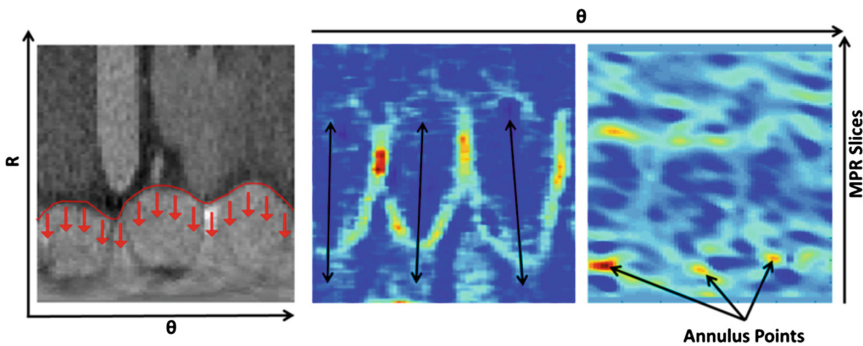 θ
R
MPR Slices
θ
Annulus Points